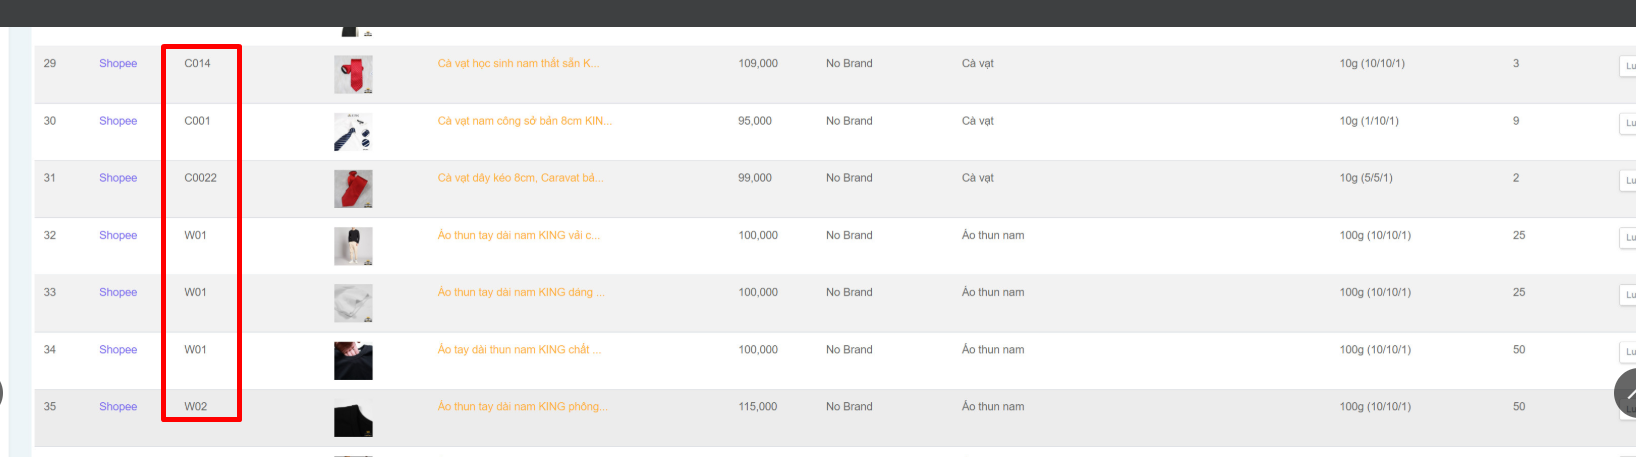 29 Shopee C014 Cà vạt học sinh nam thắt sẵn K... 109,000 No Brand Cà vạt 10g (10/10/1) 3 Lu
30 Shopee C001 Cà vạt nam công sở bản 8cm KIN... 95,000 No Brand Cà vạt 10g (1/10/1) 9 Lu
31 Shopee C0022 Cà vạt dây kéo 8cm, Caravat bả... 99,000 No Brand Cà vạt 10g (5/5/1) 2 Lu
32 Shopee W01 Áo thun tay dài nam KING vải c... 100,000 No Brand Áo thun nam 100g (10/10/1) 25 Lu
33 Shopee W01 Áo thun tay dài nam KING dáng ... 100,000 No Brand Áo thun nam 100g (10/10/1) 25 Lu
34 Shopee W01 Áo tay dài thun nam KING chất ... 100,000 No Brand Áo thun nam 100g (10/10/1) 50 Lu
35 Shopee W02 Áo thun tay dài nam KING phông... 115,000 No Brand Áo thun nam 100g (10/10/1) 50 Lu